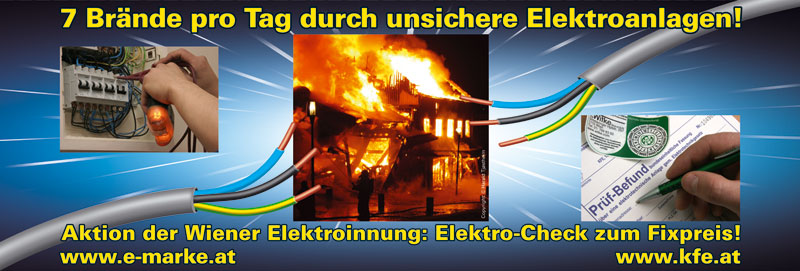 7 Brände pro Tag durch unsichere Elektroanlagen!
Prüf-Befund
Aktion der Wiener Elektroinnung: Elektro-Check zum Fixpreis!
www.e-marke.at
www.kfe.at